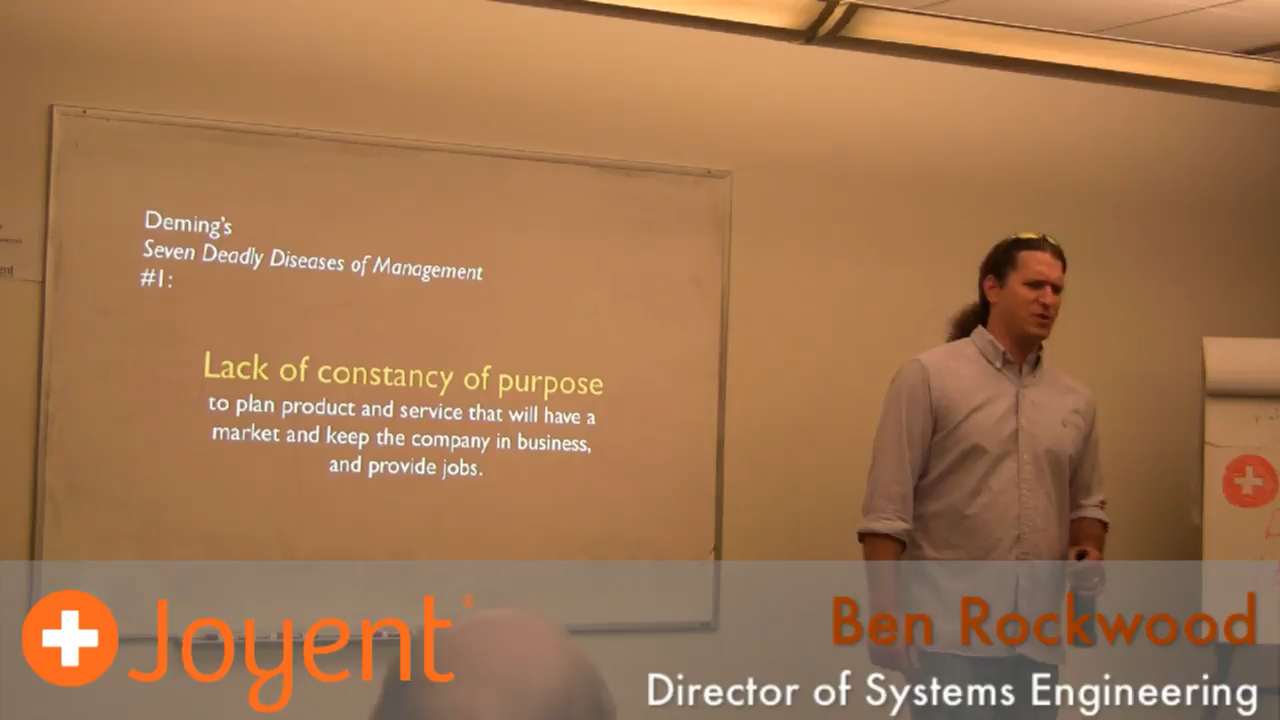 Deming's
Seven Deadly Diseases of Management
#1:
Lack of constancy of purpose
to plan product and service that will have a
market and keep the company in business,
and provide jobs.
Joyent®
Ben Rockwood
Director of Systems Engineering